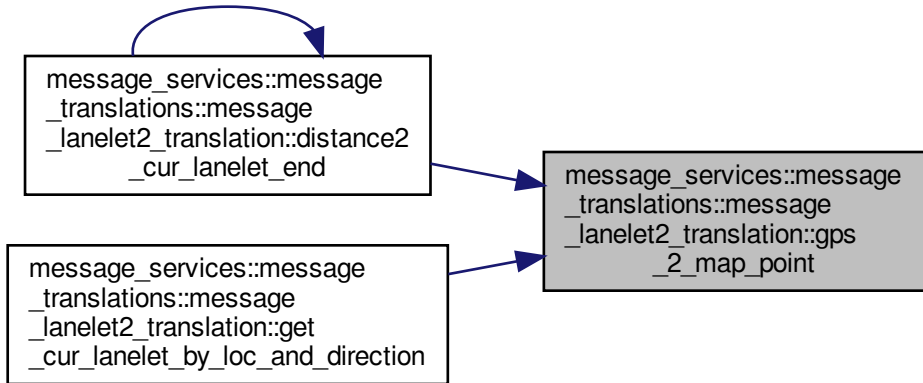 message_services::message
_translations::message
_lanelet2_translation::distance2
_cur_lanelet_end
message_services::message
_translations::message
_lanelet2_translation::gps
_2_map_point
message_services::message
_translations::message
_lanelet2_translation::get
_cur_lanelet_by_loc_and_direction